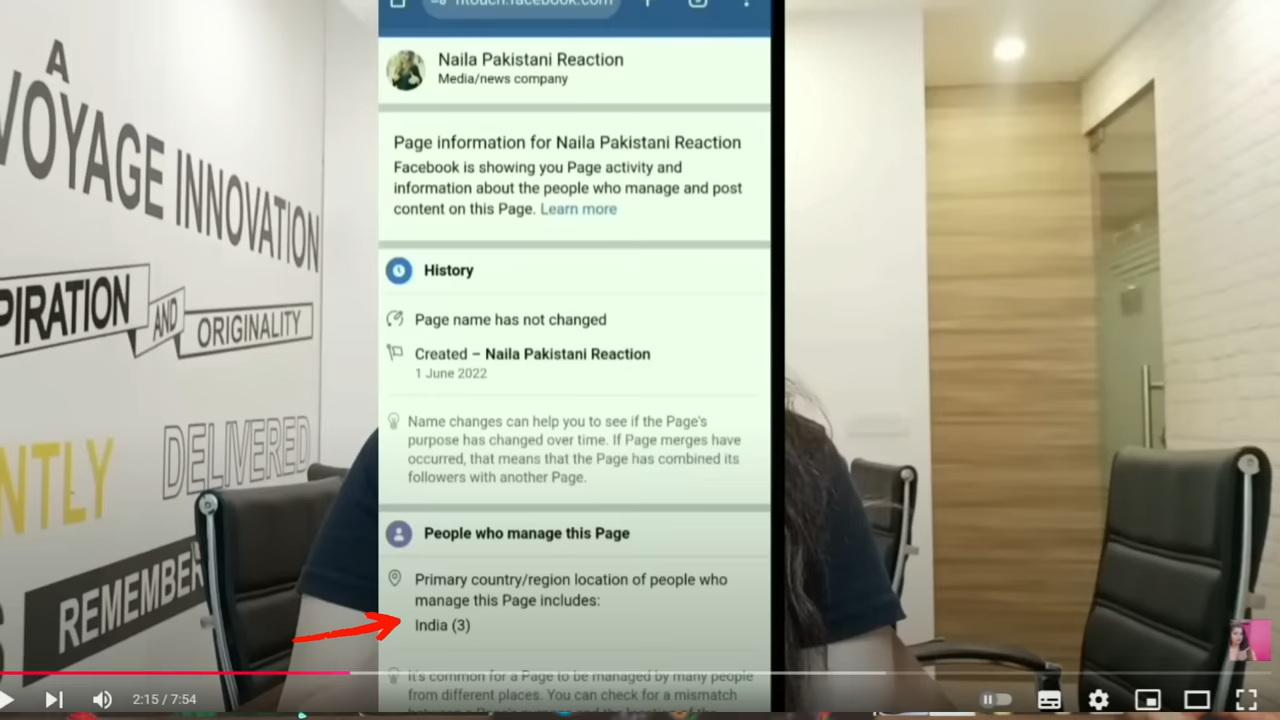 A
VOYAGE INNOVATION
PIRATION AND ORIGINALITY
NTLY DELIVERED
REMEMBER
ntouch.facebook.com
Naila Pakistani Reaction
Media/news company
Page information for Naila Pakistani Reaction
Facebook is showing you Page activity and
information about the people who manage and post
content on this Page. Learn more
History
Page name has not changed
Created – Naila Pakistani Reaction
1 June 2022
Name changes can help you to see if the Page's
purpose has changed over time. If Page merges have
occurred, that means that the Page has combined its
followers with another Page.
People who manage this Page
Primary country/region location of people who
manage this Page includes:
India (3)
It's common for a Page to be managed by many people
from different places. You can check for a mismatch
2:15 / 7:54